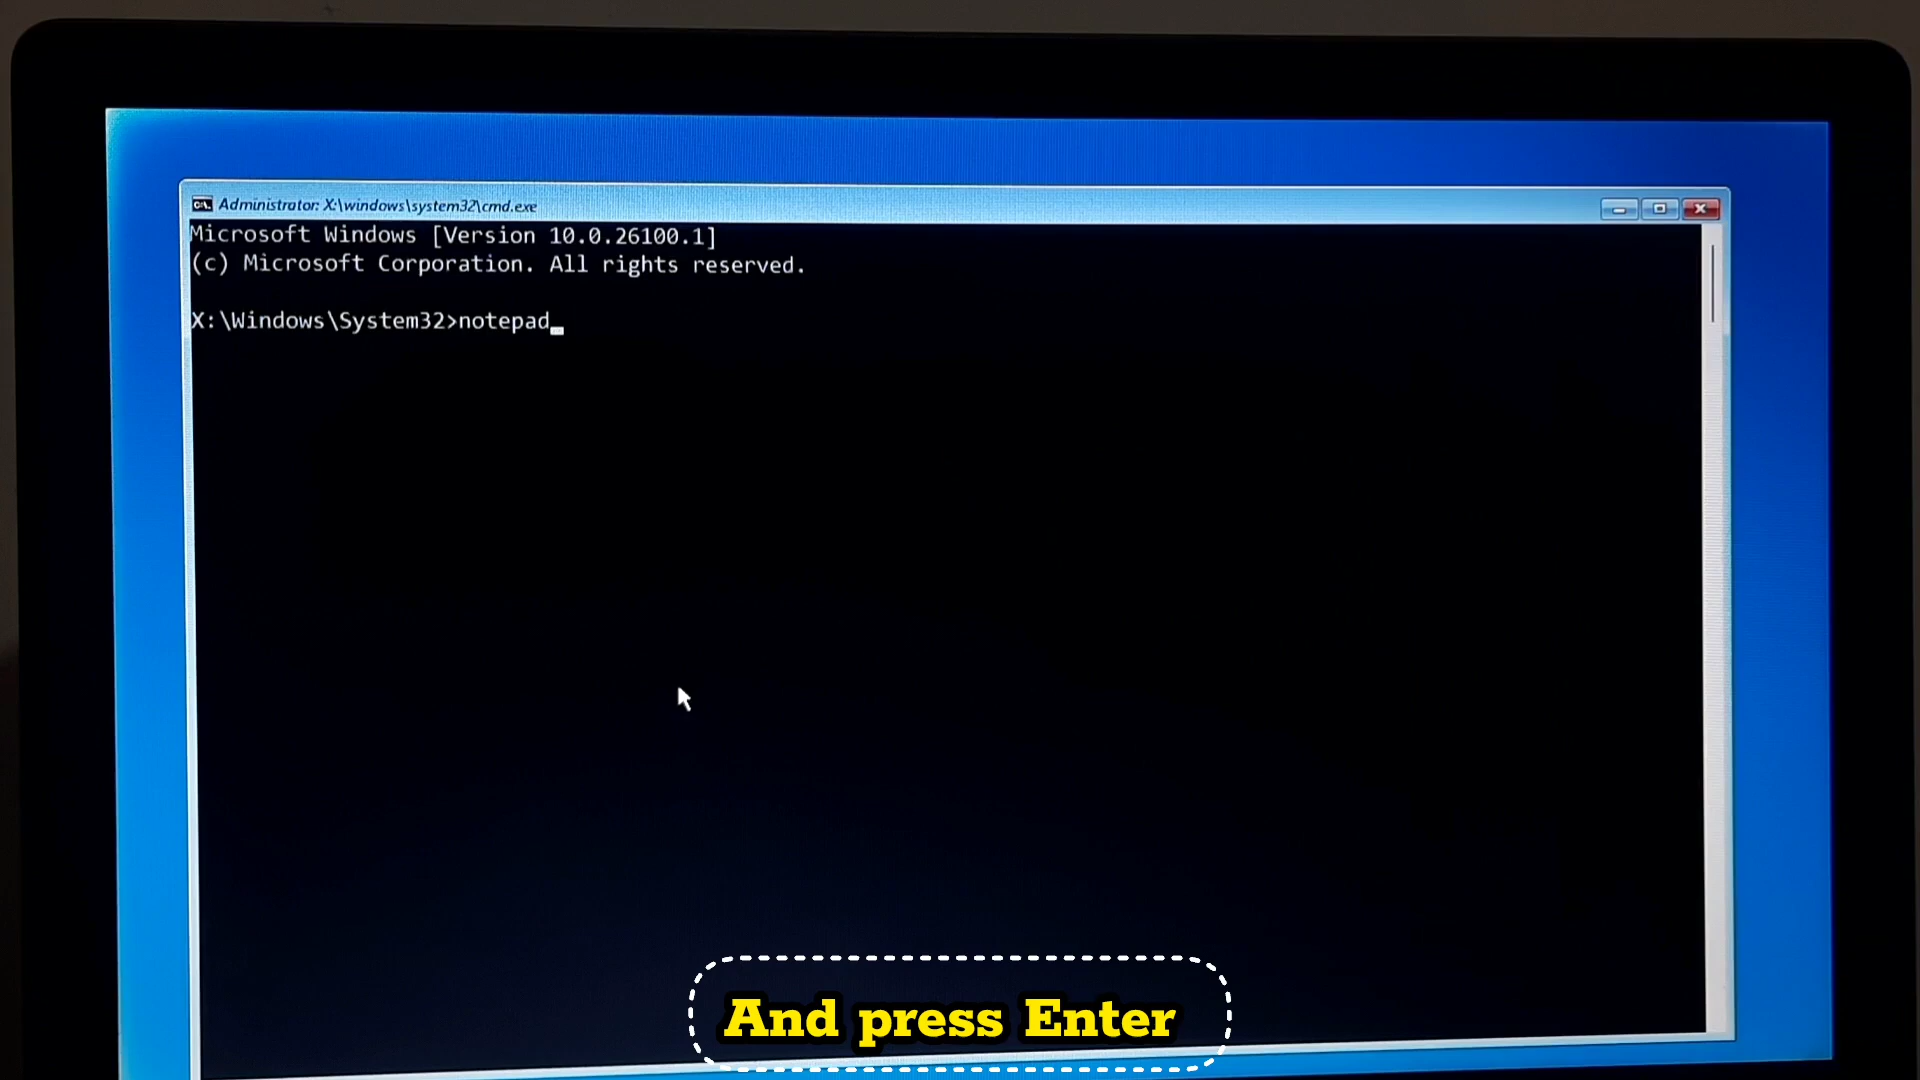 Administrator: X:\windows\system32\cmd.exe
Microsoft Windows [Version 10.0.26100.1]
(c) Microsoft Corporation. All rights reserved.
X:\Windows\System32>notepad_
And press Enter